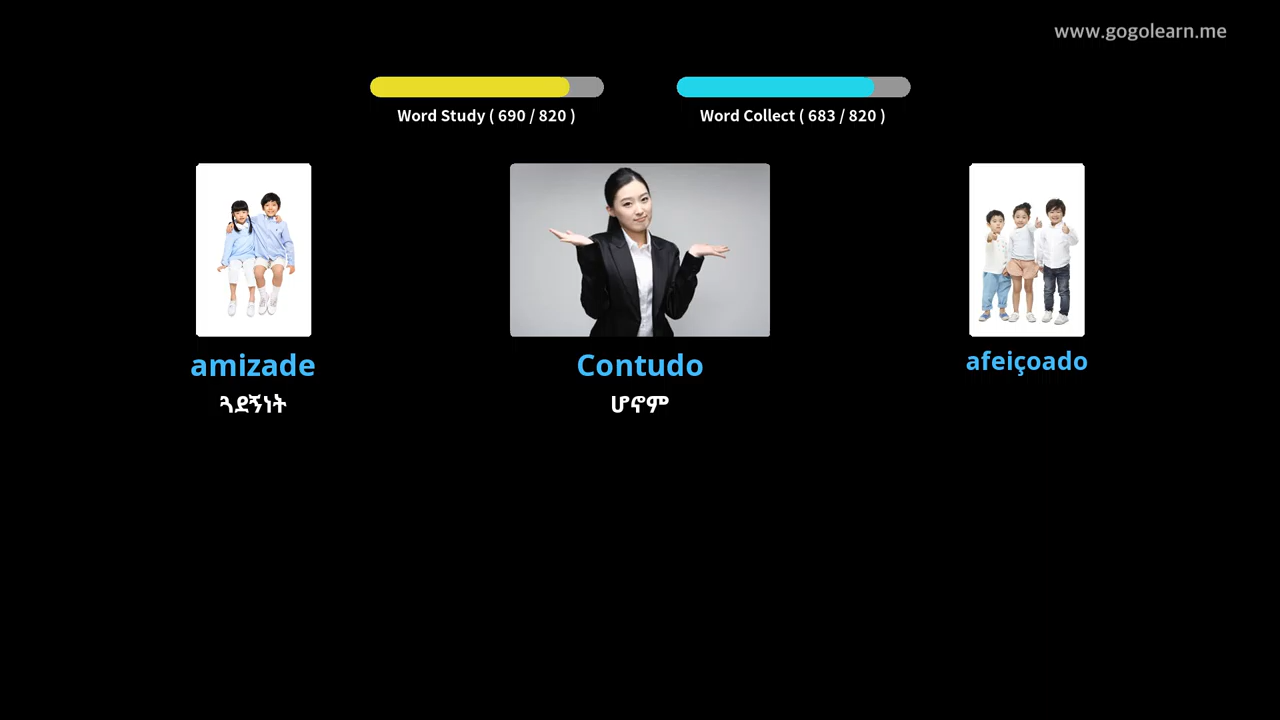 www.gogolearn.me
Word Study ( 690 / 820 )
Word Collect ( 683 / 820 )
amizade
Contudo
afeiçoado
ጓደኝነት
ሆኖም